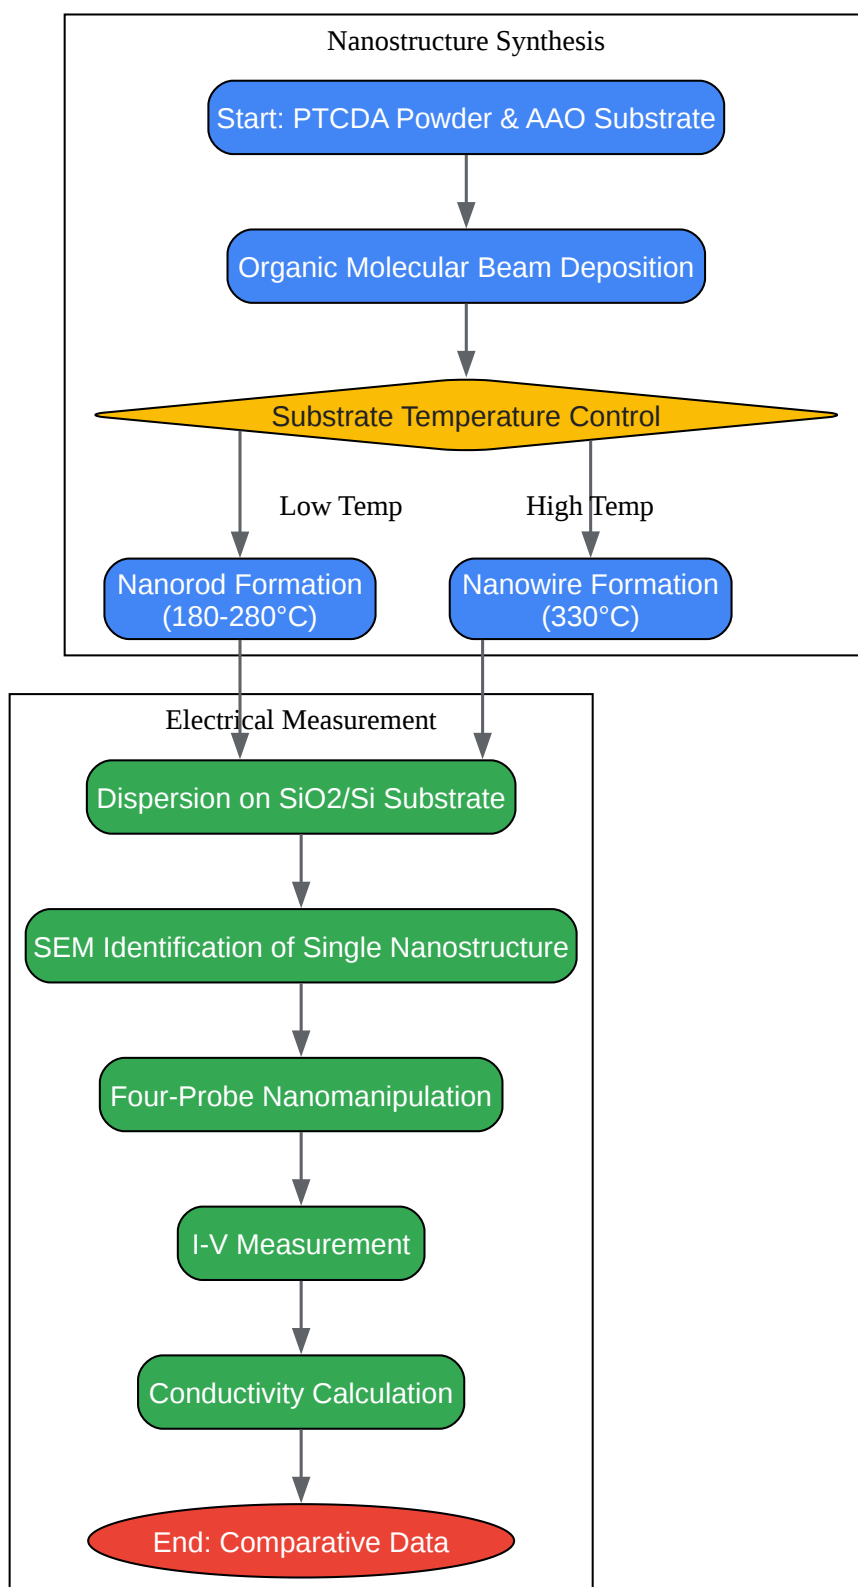 Nanostructure Synthesis
Start: PTCDA Powder & AAO Substrate
Organic Molecular Beam Deposition
Substrate Temperature Control
Low Temp
High Temp
Nanorod Formation
(180-280°C)
Nanowire Formation
(330°C)
Electrical Measurement
Dispersion on SiO2/Si Substrate
SEM Identification of Single Nanostructure
Four-Probe Nanomanipulation
I-V Measurement
Conductivity Calculation
End: Comparative Data